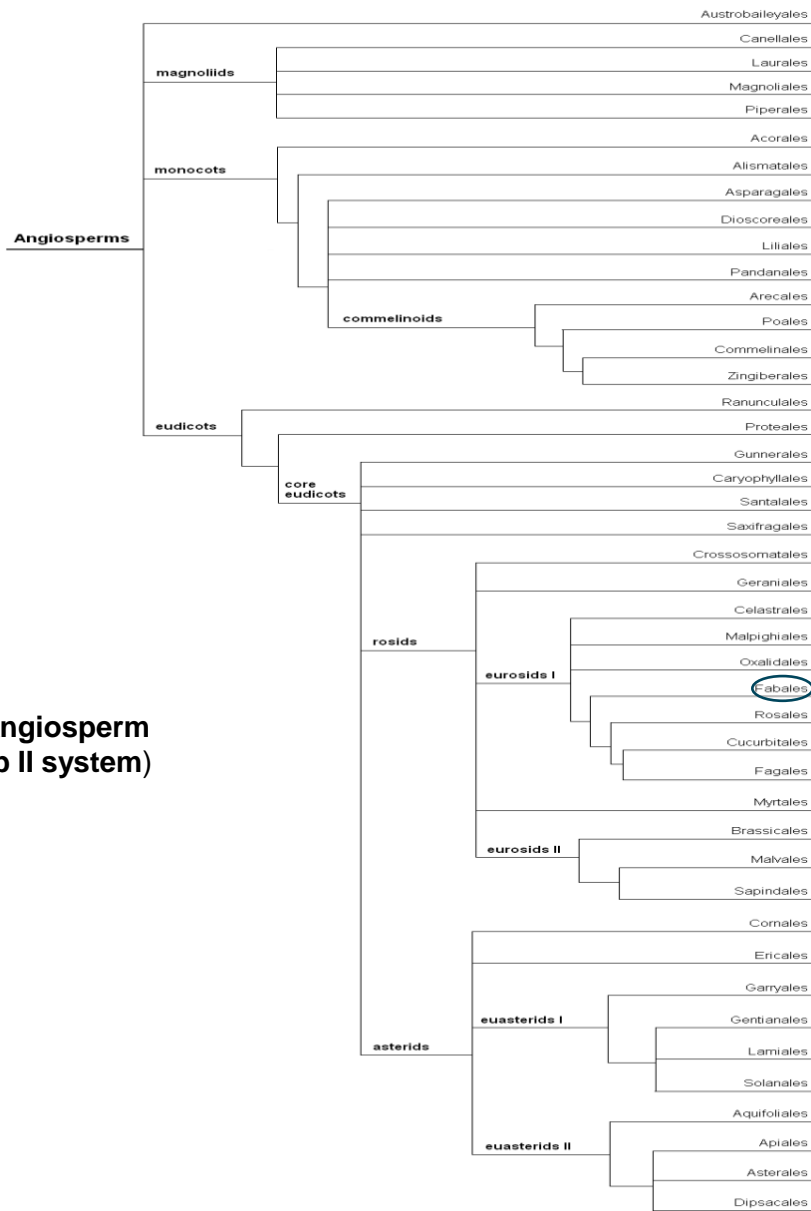 Austrobaileyales
Canellales
Laurales
magnoliids
Magnoliales
Piperales
Acorales
monocots
Alismatales
Asparagales
Dioscoreales
Angiosperms
Liliales
Pandanales
Arecales
commelinoids
Poales
Commelinales
Zingiberales
Ranunculales
eudicots
Proteales
Gunnerales
core
eudicots
Caryophyllales
Santalales
Saxifragales
Crossosomatales
Geraniales
Celastrales
rosids
Malpighiales
Oxalidales
eurosids I
Fabales
Rosales
ngiosperm
Cucurbitales
p II system)
Fagales
Myrtales
Brassicales
eurosids II
Malvales
Sapindales
Cornales
Ericales
Garryales
euasterids I
Gentianales
asterids
Lamiales
Solanales
Aquifoliales
euasterids II
Apiales
Asterales
Dipsacales